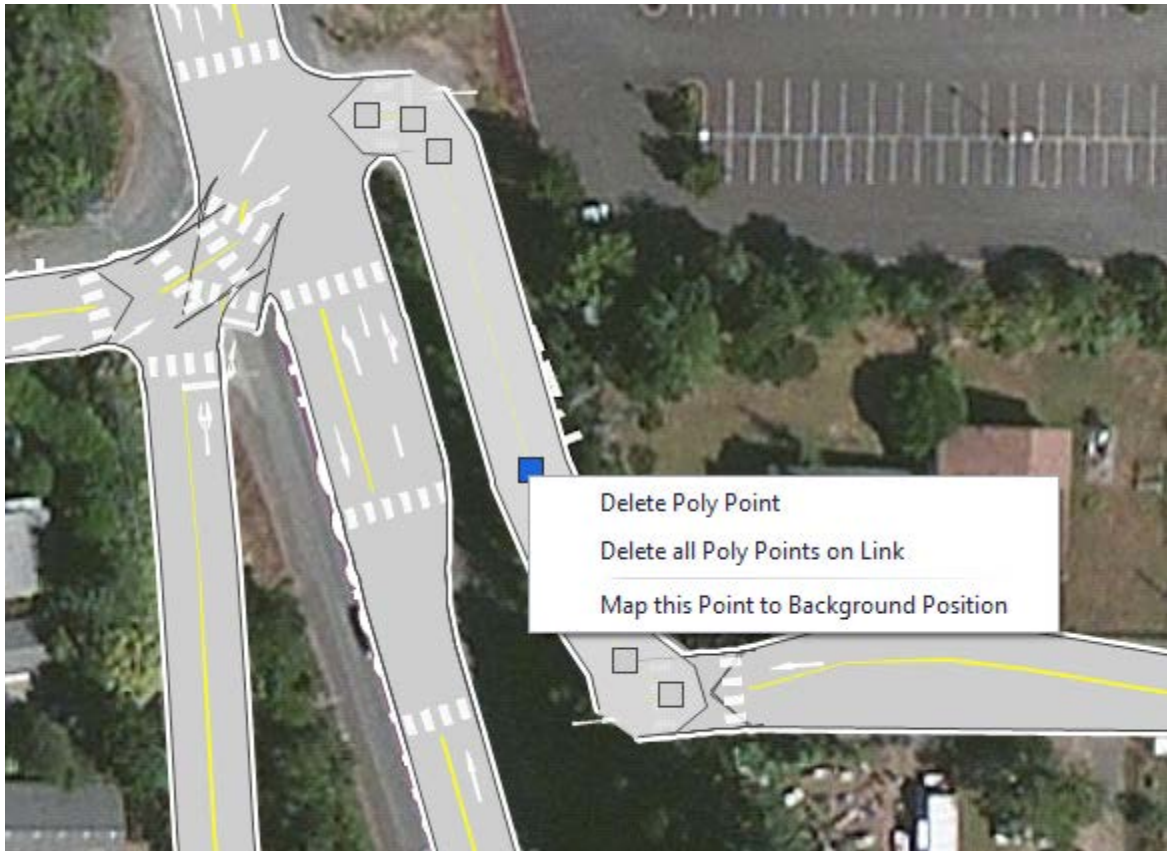 Delete Poly Point
Delete all Poly Points on Link
Map this Point to Background Position